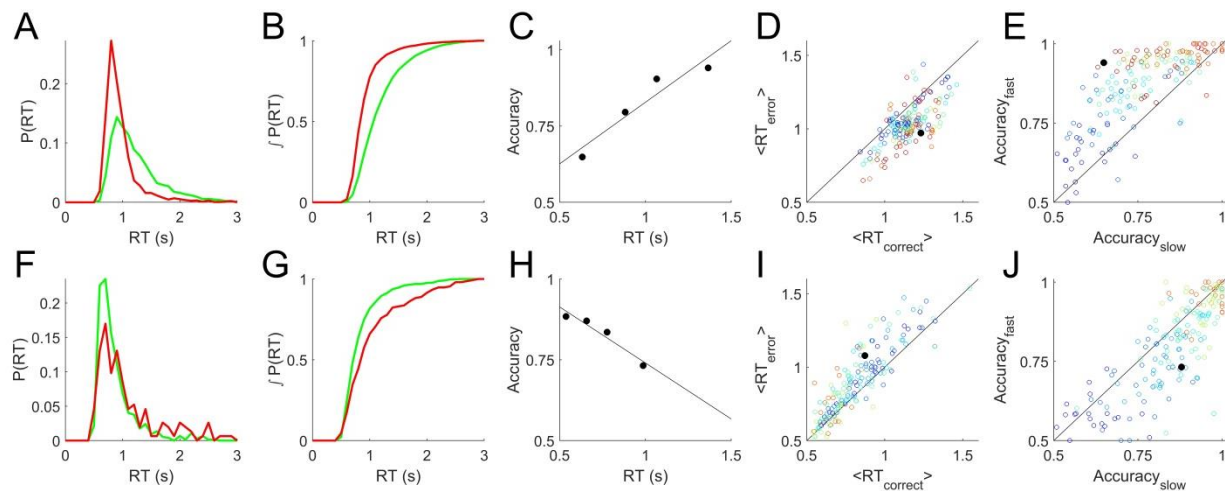 A
P(RT)
0.2
0.1
0
0
1
2
3
RT (s)
B
∫ P(RT)
1
0.5
0
0
1
2
3
RT (s)
C
Accuracy
1
0.75
0.5
0.5
1
1.5
RT (s)
D
<RT_error>
1.5
1
0.5
0.5
1
1.5
<RT_correct>
E
Accuracy_fast
1
0.75
0.5
0.5
0.75
1
Accuracy_slow
F
P(RT)
0.2
0.15
0.1
0.05
0
0
1
2
3
RT (s)
G
∫ P(RT)
1
0.5
0
0
1
2
3
RT (s)
H
Accuracy
1
0.75
0.5
0.5
1
1.5
RT (s)
I
<RT_error>
1.5
1
0.5
0.5
1
1.5
<RT_correct>
J
Accuracy_fast
1
0.75
0.5
0.5
0.75
1
Accuracy_slow